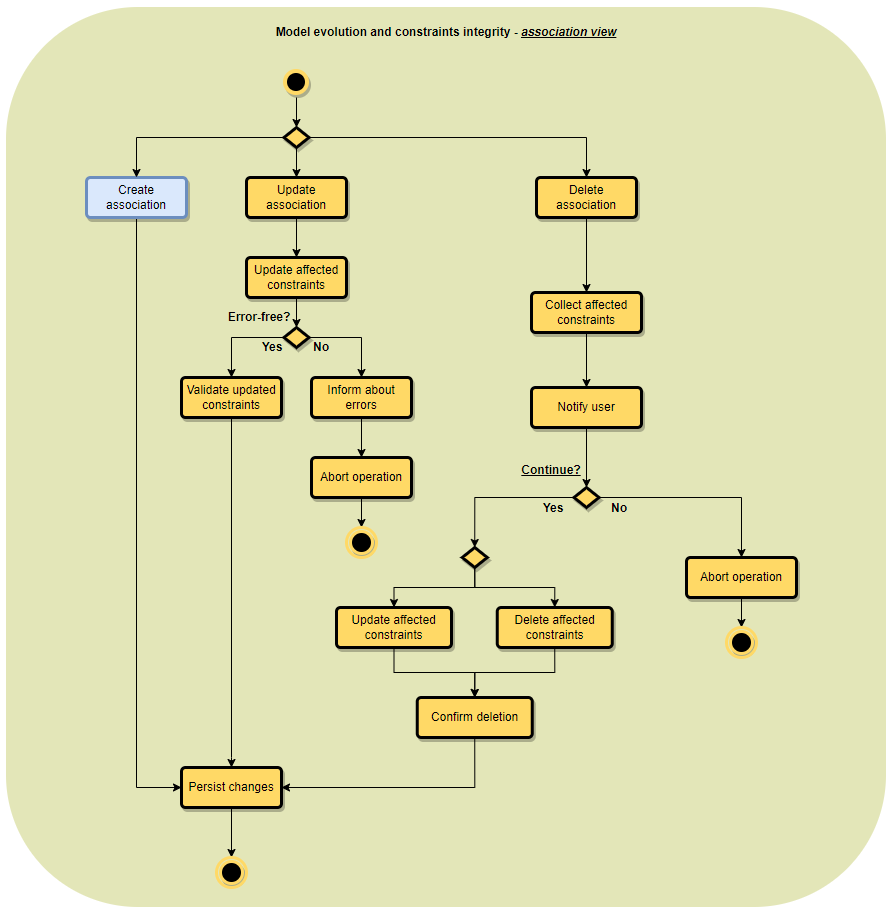 Model evolution and constraints integrity - association view
Create
association
Update
association
Delete
association
Update affected
constraints
Collect affected
constraints
Error-free?
Yes
No
Validate updated
constraints
Inform about
errors
Notify user
Abort operation
Continue?
Yes
No
Abort operation
Update affected
constraints
Delete affected
constraints
Confirm deletion
Persist changes